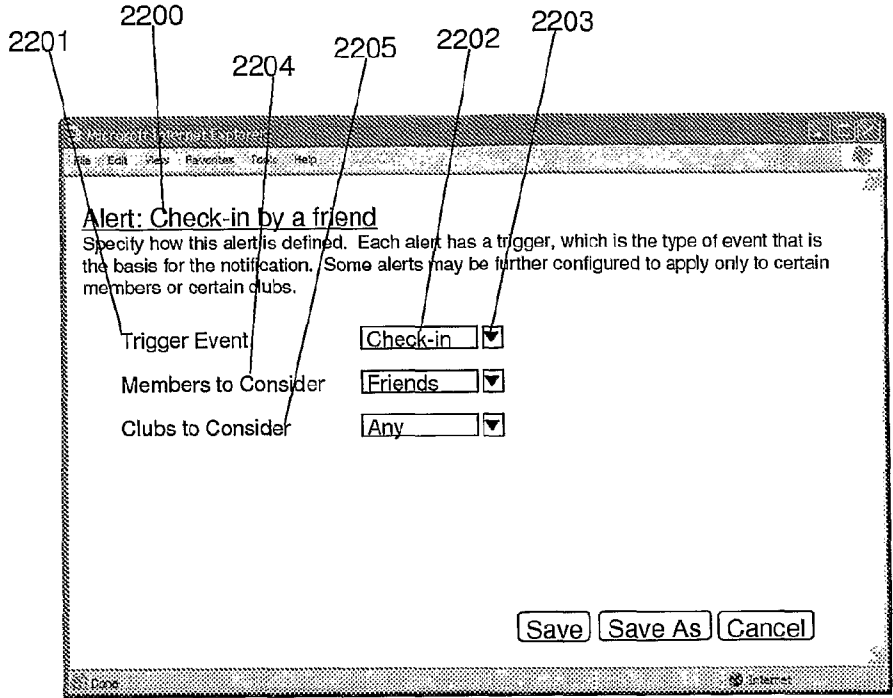 2200
2203
2201
2204
2205
2202
Microsoft Internet Explorer
File Edit View Favorites Tools Help
Alert: Check-in by a friend
Specify how this alert is defined. Each alert has a trigger, which is the type of event that is
the basis for the notification. Some alerts may be further configured to apply only to certain
members or certain clubs.
Trigger Event Check-in
Members to Consider Friends
Clubs to Consider Any
Save Save As Cancel
Done Internet